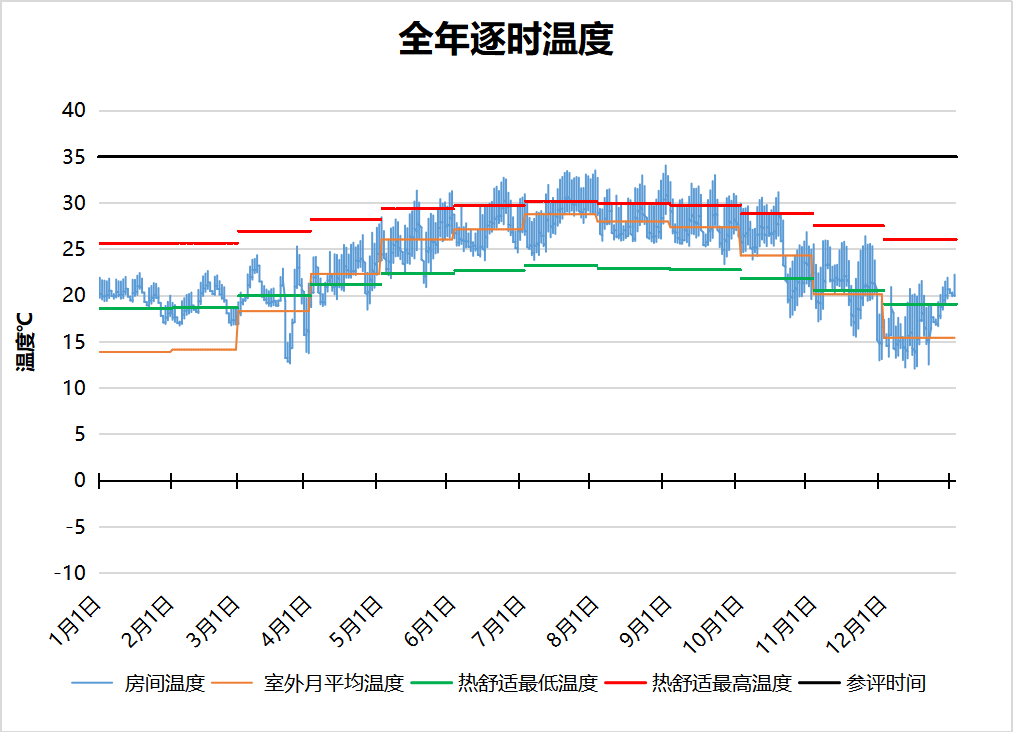 全年逐时温度
40
35
30
25
20
15
10
5
0
-5
-10
温度℃
1月1日
2月1日
3月1日
4月1日
5月1日
6月1日
7月1日
8月1日
9月1日
10月1日
11月1日
12月1日
房间温度 室外月平均温度 热舒适最低温度 热舒适最高温度 参评时间